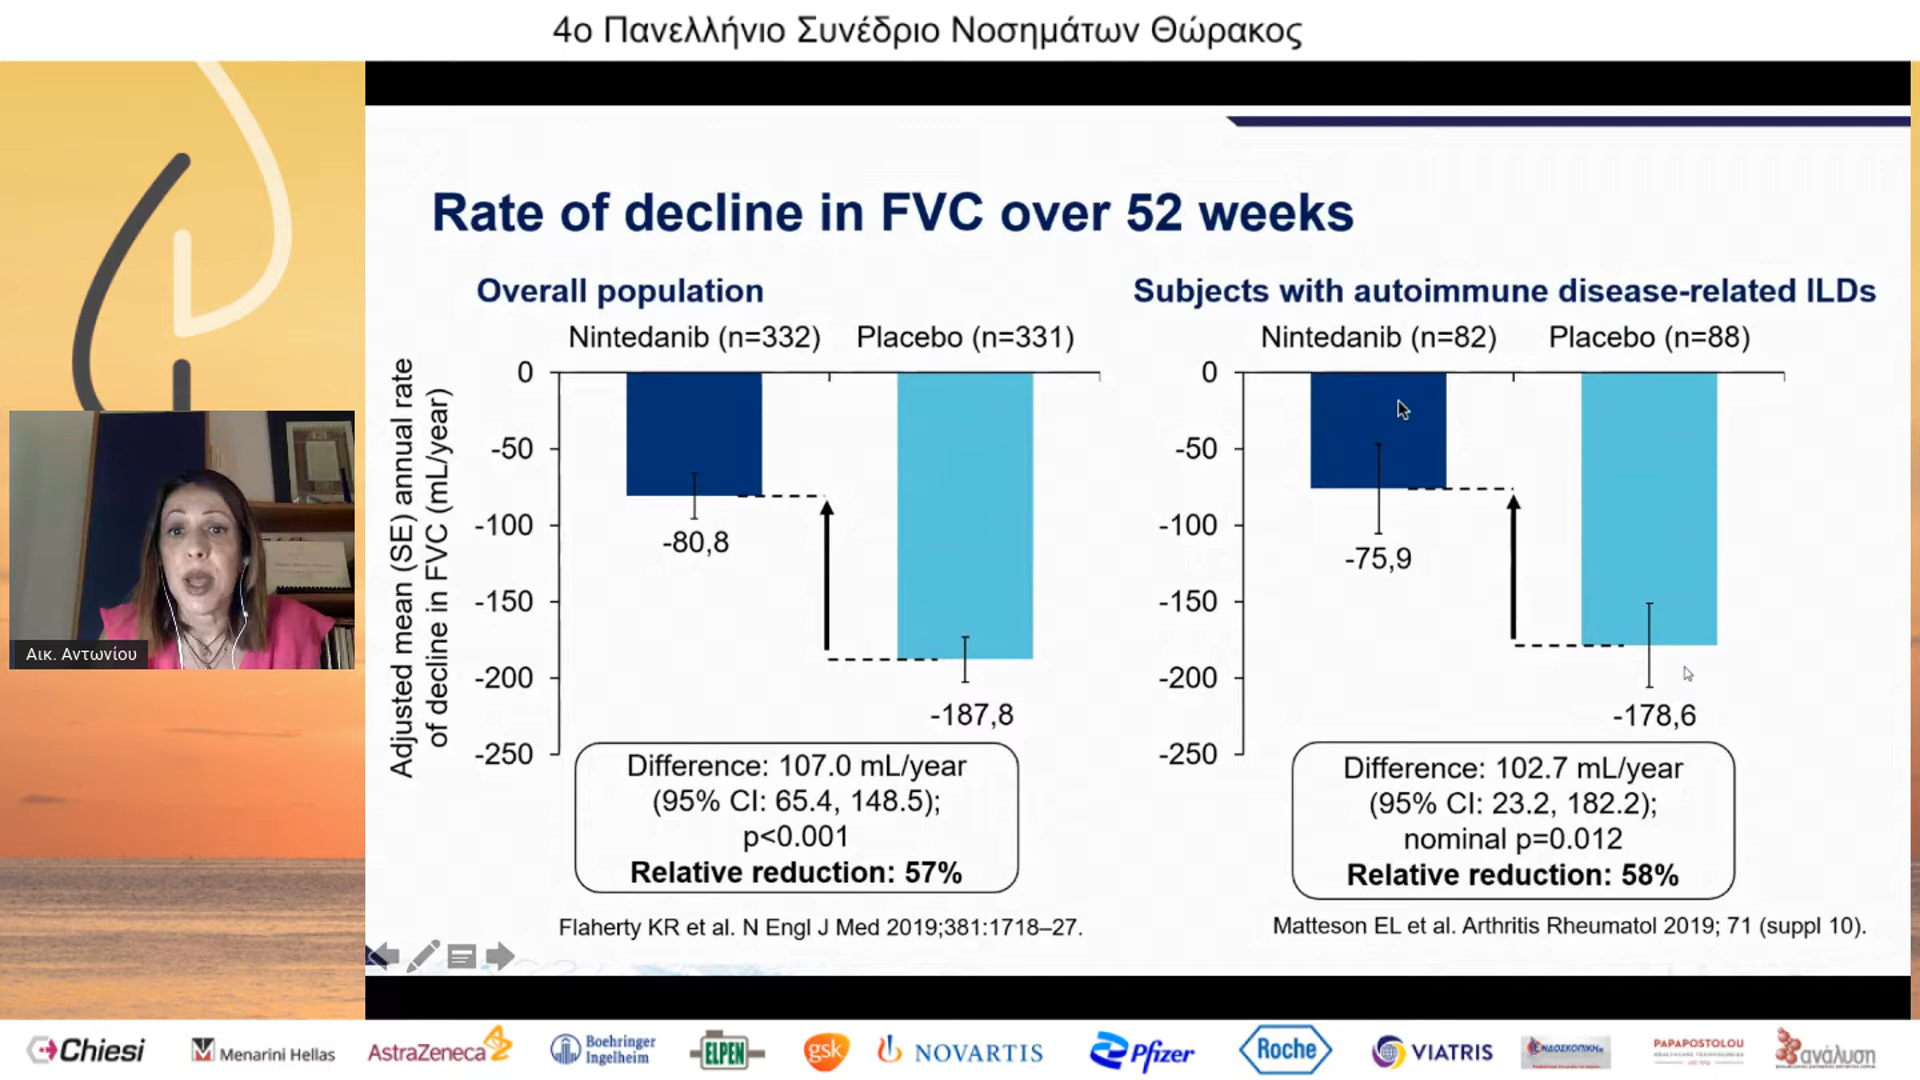 4ο Πανελλήνιο Συνέδριο Νοσημάτων Θώρακος
Rate of decline in FVC over 52 weeks
Overall population
Nintedanib (n=332)
Placebo (n=331)
Adjusted mean (SE) annual rate
of decline in FVC (mL/year)
0
-50
-100
-150
-200
-250
-80,8
-187,8
Difference: 107.0 mL/year
(95% CI: 65.4, 148.5);
p<0.001
Relative reduction: 57%
Flaherty KR et al. N Engl J Med 2019;381:1718–27.
Subjects with autoimmune disease-related ILDs
Nintedanib (n=82)
Placebo (n=88)
0
-50
-100
-150
-200
-250
-75,9
-178,6
Difference: 102.7 mL/year
(95% CI: 23.2, 182.2);
nominal p=0.012
Relative reduction: 58%
Matteson EL et al. Arthritis Rheumatol 2019; 71 (suppl 10).
Αικ. Αντωνίου
Chiesi
Menarini Hellas
AstraZeneca
Boehringer
Ingelheim
ELPEN
gsk
NOVARTIS
Pfizer
Roche
VIATRIS
ΕΝΔΟΣΚΟΠΙΚΗ
PAPAPOSTOLOU
HEALTHCARE TECHNOLOGIES
ανάλυση